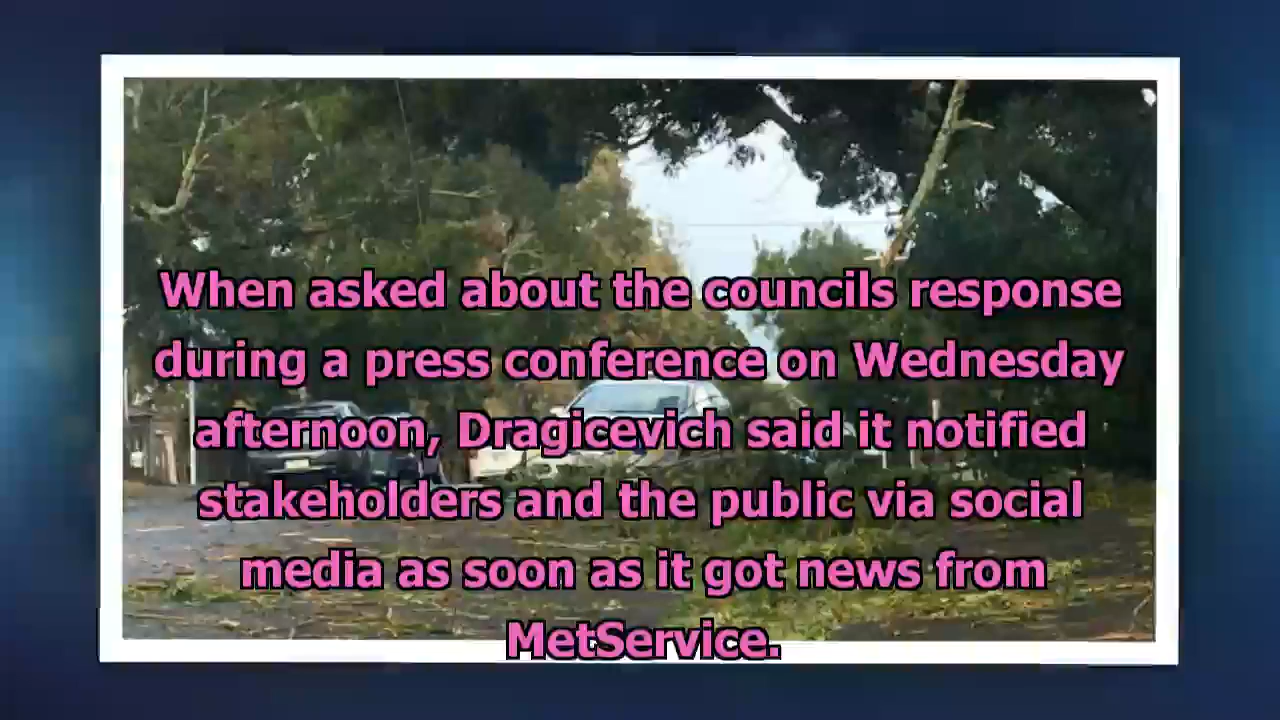 When asked about the councils response
during a press conference on Wednesday
afternoon, Dragicevich said it notified
stakeholders and the public via social
media as soon as it got news from
MetService.